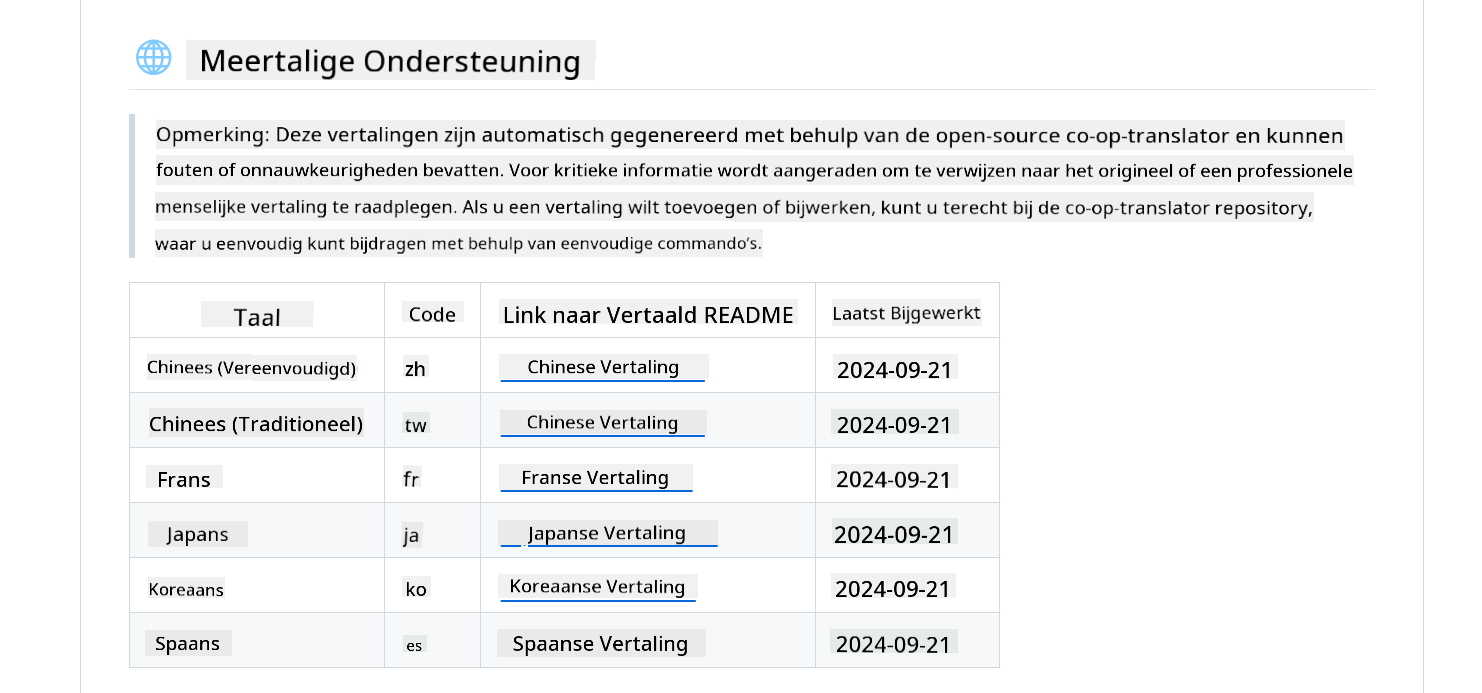 Meertalige Ondersteuning
Opmerking: Deze vertalingen zijn automatisch gegenereerd met behulp van de open-source co-op-translator en kunnen
fouten of onnauwkeurigheden bevatten. Voor kritieke informatie wordt aangeraden om te verwijzen naar het origineel of een professionele
menselijke vertaling te raadplegen. Als u een vertaling wilt toevoegen of bijwerken, kunt u terecht bij de co-op-translator repository,
waar u eenvoudig kunt bijdragen met behulp van eenvoudige commando’s.
Taal Code Link naar Vertaald README Laatst Bijgewerkt
Chinees (Vereenvoudigd) zh Chinese Vertaling 2024-09-21
Chinees (Traditioneel) tw Chinese Vertaling 2024-09-21
Frans fr Franse Vertaling 2024-09-21
Japans ja Japanse Vertaling 2024-09-21
Koreaans ko Koreaanse Vertaling 2024-09-21
Spaans es Spaanse Vertaling 2024-09-21